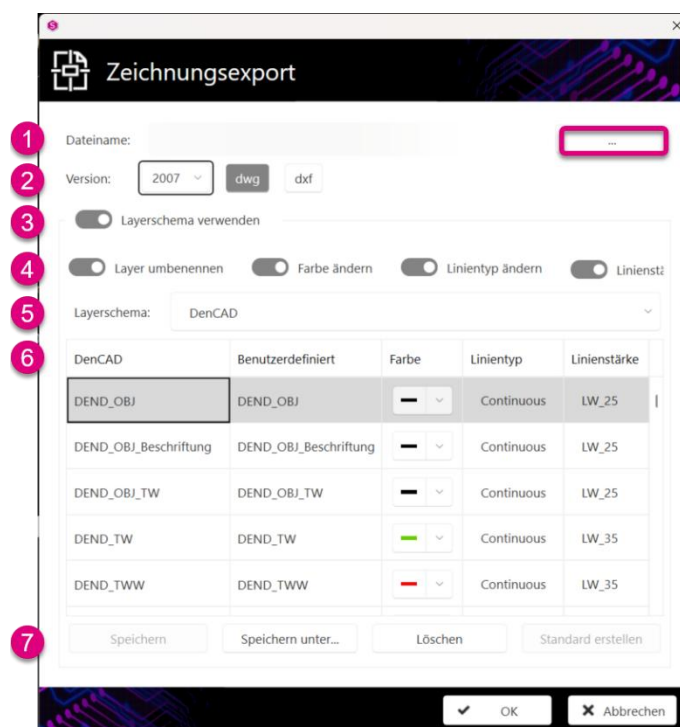 S
Zeichnungsexport
1 Dateiname: ...
2 Version: 2007 dwg dxf
3 Layerschema verwenden
4 Layer umbenennen Farbe ändern Linientyp ändern Linienstä
5 Layerschema: DenCAD
6 DenCAD Benutzerdefiniert Farbe Linientyp Linienstärke
DEND_OBJ DEND_OBJ Continuous LW_25
DEND_OBJ_Beschriftung DEND_OBJ_Beschriftung Continuous LW_25
DEND_OBJ_TW DEND_OBJ_TW Continuous LW_25
DEND_TW DEND_TW Continuous LW_35
DEND_TWW DEND_TWW Continuous LW_35
7 Speichern Speichern unter... Löschen Standard erstellen
OK Abbrechen